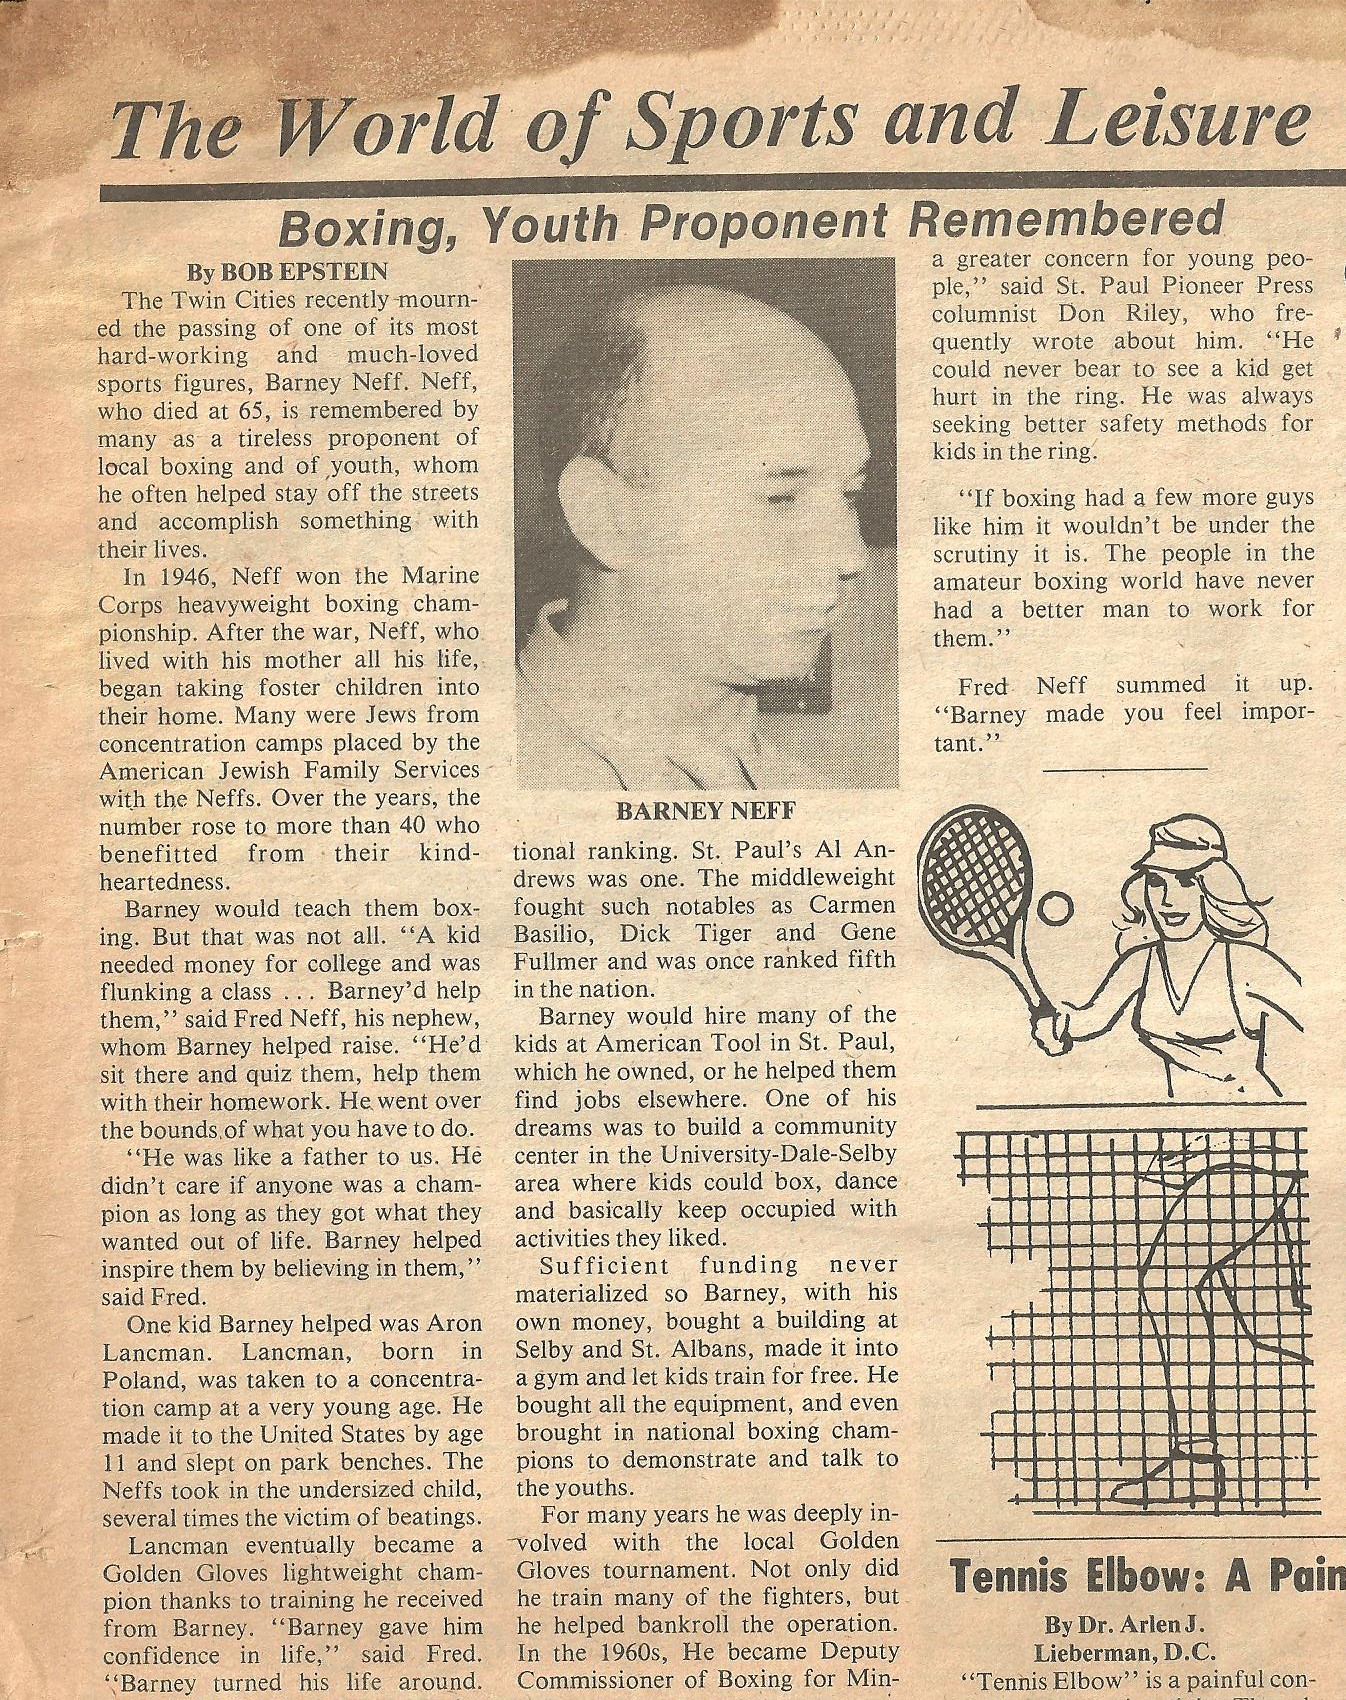 The World of Sports and Leisure
Boxing, Youth Proponent Remembered
By BOB EPSTEIN
The Twin Cities recently mourn-
ed the passing of one of its most
hard-working and much-loved
sports figures, Barney Neff. Neff,
who died at 65, is remembered by
many as a tireless proponent of
local boxing and of youth, whom
he often helped stay off the streets
and accomplish something with
their lives.
In 1946, Neff won the Marine
Corps heavyweight boxing cham-
pionship. After the war, Neff, who
lived with his mother all his life,
began taking foster children into
their home. Many were Jews from
concentration camps placed by the
American Jewish Family Services
with the Neffs. Over the years, the
number rose to more than 40 who
benefitted from their kind-
heartedness.
Barney would teach them box-
ing. But that was not all. “A kid
needed money for college and was
flunking a class ... Barney’d help
them,” said Fred Neff, his nephew,
whom Barney helped raise. “He’d
sit there and quiz them, help them
with their homework. He went over
the bounds of what you have to do.
“He was like a father to us. He
didn’t care if anyone was a cham-
pion as long as they got what they
wanted out of life. Barney helped
inspire them by believing in them,”
said Fred.
One kid Barney helped was Aron
Lancman. Lancman, born in
Poland, was taken to a concentra-
tion camp at a very young age. He
made it to the United States by age
11 and slept on park benches. The
Neffs took in the undersized child,
several times the victim of beatings.
Lancman eventually became a
Golden Gloves lightweight cham-
pion thanks to training he received
from Barney. “Barney gave him
confidence in life,” said Fred.
“Barney turned his life around.
BARNEY NEFF
tional ranking. St. Paul’s Al An-
drews was one. The middleweight
fought such notables as Carmen
Basilio, Dick Tiger and Gene
Fullmer and was once ranked fifth
in the nation.
Barney would hire many of the
kids at American Tool in St. Paul,
which he owned, or he helped them
find jobs elsewhere. One of his
dreams was to build a community
center in the University-Dale-Selby
area where kids could box, dance
and basically keep occupied with
activities they liked.
Sufficient funding never
materialized so Barney, with his
own money, bought a building at
Selby and St. Albans, made it into
a gym and let kids train for free. He
bought all the equipment, and even
brought in national boxing cham-
pions to demonstrate and talk to
the youths.
For many years he was deeply in-
volved with the local Golden
Gloves tournament. Not only did
he train many of the fighters, but
he helped bankroll the operation.
In the 1960s, He became Deputy
Commissioner of Boxing for Min-
a greater concern for young peo-
ple,” said St. Paul Pioneer Press
columnist Don Riley, who fre-
quently wrote about him. “He
could never bear to see a kid get
hurt in the ring. He was always
seeking better safety methods for
kids in the ring.
“If boxing had a few more guys
like him it wouldn’t be under the
scrutiny it is. The people in the
amateur boxing world have never
had a better man to work for
them.”
Fred Neff summed it up.
“Barney made you feel impor-
tant.”
Tennis Elbow: A Pain
By Dr. Arlen J.
Lieberman, D.C.
“Tennis Elbow” is a painful con-